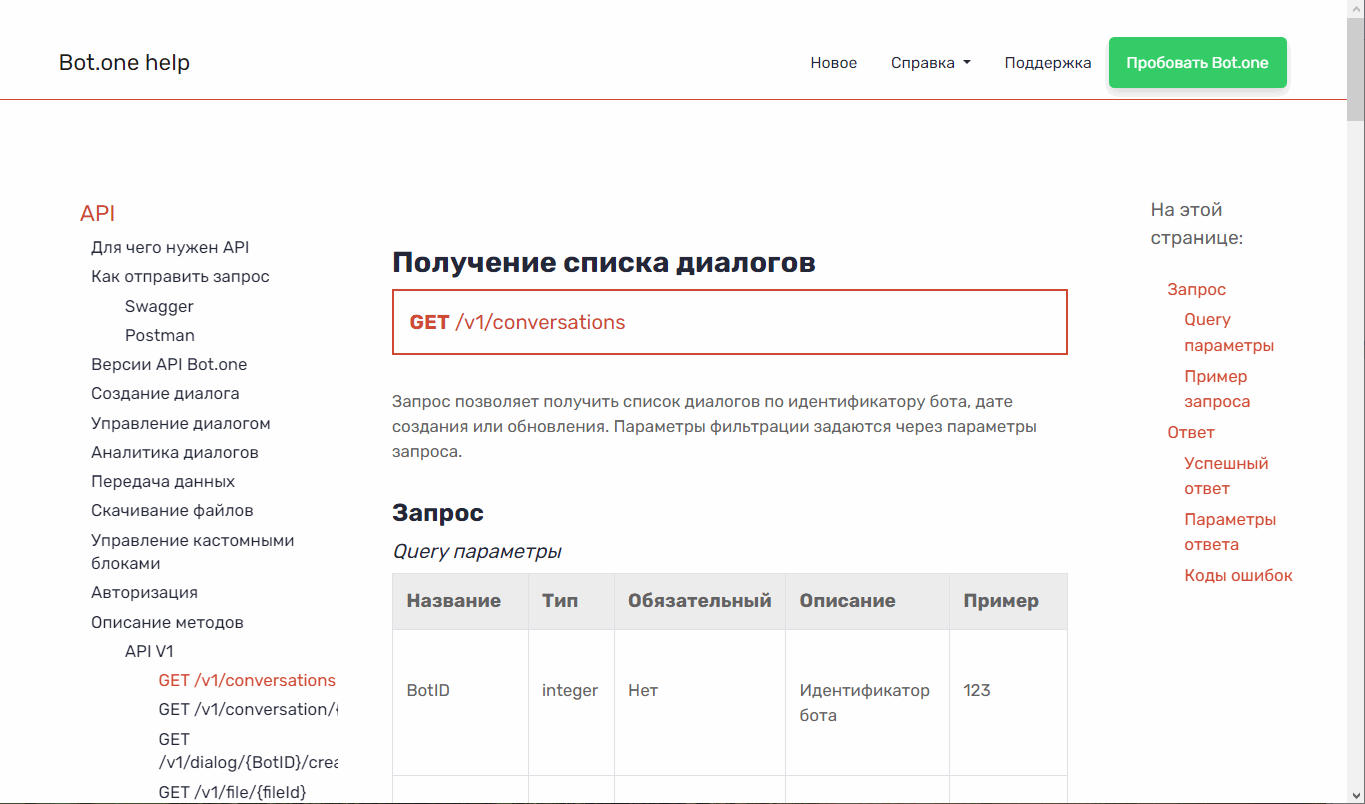 Bot.one help
Новое
Справка
Поддержка
Пробовать Bot.one
API
Для чего нужен API
Как отправить запрос
Swagger
Postman
Версии API Bot.one
Создание диалога
Управление диалогом
Аналитика диалогов
Передача данных
Скачивание файлов
Управление кастомными
блоками
Авторизация
Описание методов
API V1
GET /v1/conversations
GET /v1/conversation/
GET
/v1/dialog/{BotID}/crea
GET /v1/file/{fileId}
Получение списка диалогов
GET /v1/conversations
Запрос позволяет получить список диалогов по идентификатору бота, дате
создания или обновления. Параметры фильтрации задаются через параметры
запроса.
Запрос
Query параметры
Название Тип Обязательный Описание Пример
BotID integer Нет Идентификатор 123
бота
На этой
странице:
Запрос
Query
параметры
Пример
запроса
Ответ
Успешный
ответ
Параметры
ответа
Коды ошибок